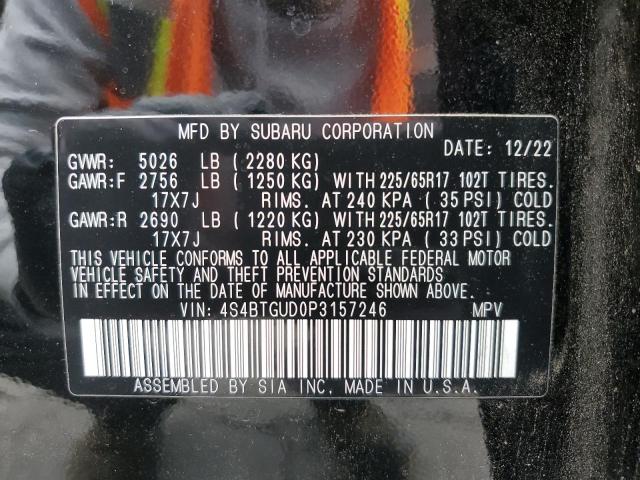 MFD BY SUBARU CORPORATION
DATE: 12/22
GVWR: 5026 LB ( 2280 KG)
GAWR:F 2756 LB ( 1250 KG) WITH 225/65R17 102T TIRES.
17X7J RIMS. AT 240 KPA ( 35 PSI) COLD
GAWR:R 2690 LB ( 1220 KG) WITH 225/65R17 102T TIRES.
17X7J RIMS. AT 230 KPA ( 33 PSI) COLD
THIS VEHICLE CONFORMS TO ALL APPLICABLE FEDERAL MOTOR
VEHICLE SAFETY AND THEFT PREVENTION STANDARDS
IN EFFECT ON THE DATE OF MANUFACTURE SHOWN ABOVE.
VIN: 4S4BTGUD0P3157246 MPV
ASSEMBLED BY SIA INC. MADE IN U.S.A.